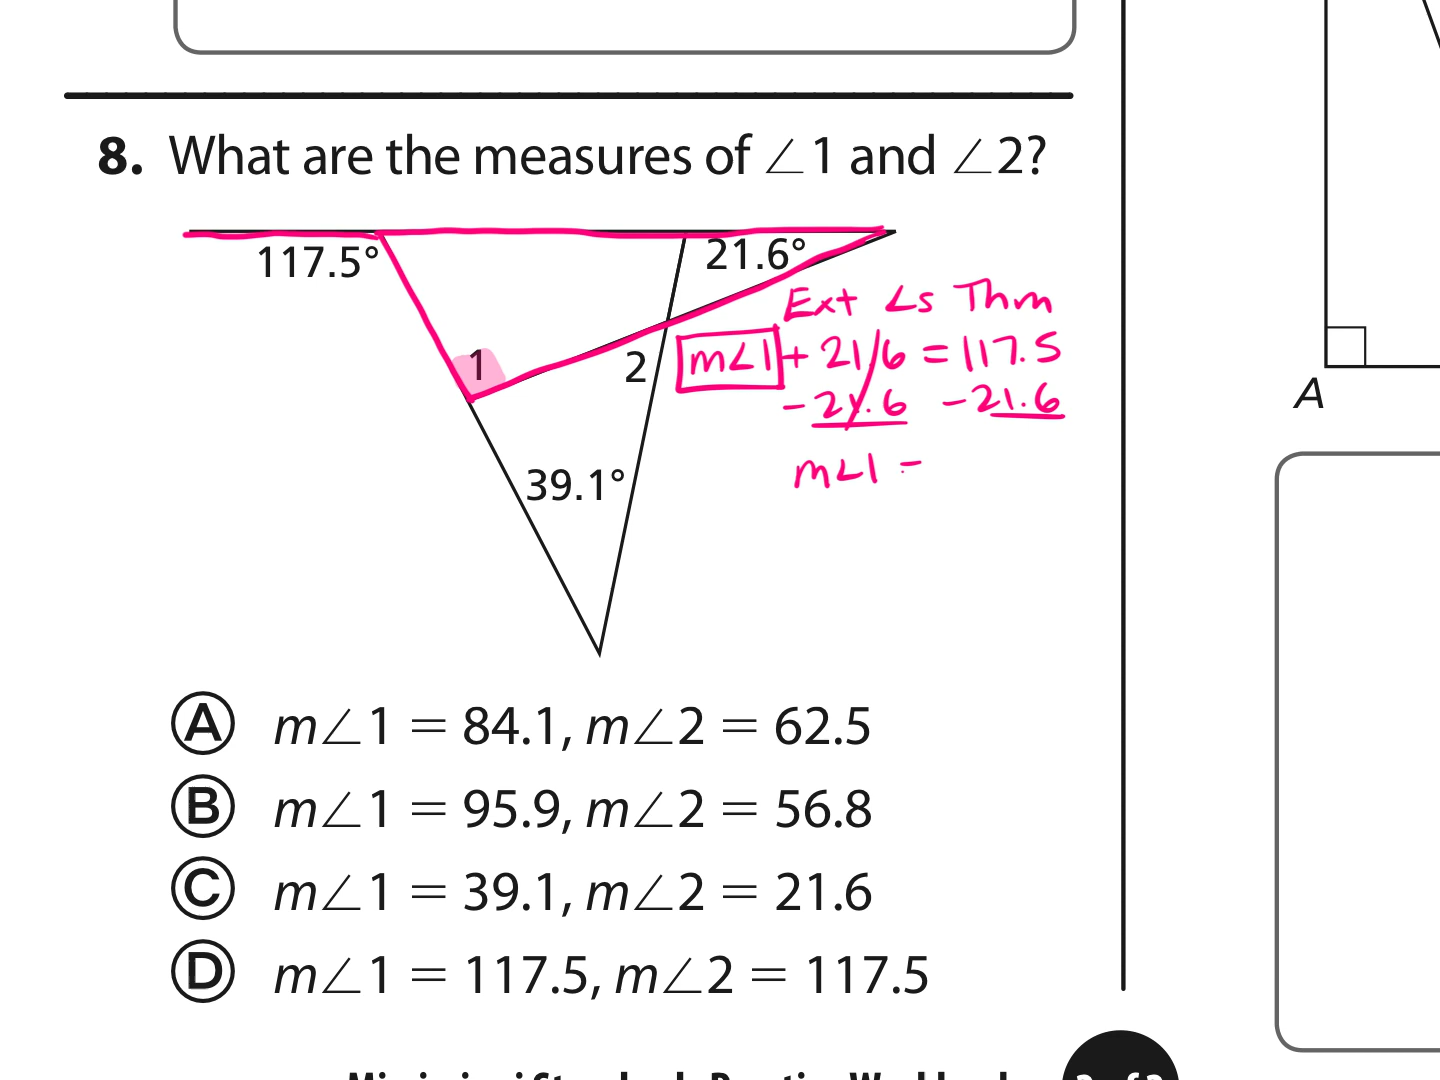 8. What are the measures of ∠1 and ∠2?
117.5°
21.6°
Ext ∠s Thm
1
2
m∠1 + 21.6 = 117.5
A
-21.6 -21.6
m∠1 =
39.1°
A m∠1 = 84.1, m∠2 = 62.5
B m∠1 = 95.9, m∠2 = 56.8
C m∠1 = 39.1, m∠2 = 21.6
D m∠1 = 117.5, m∠2 = 117.5